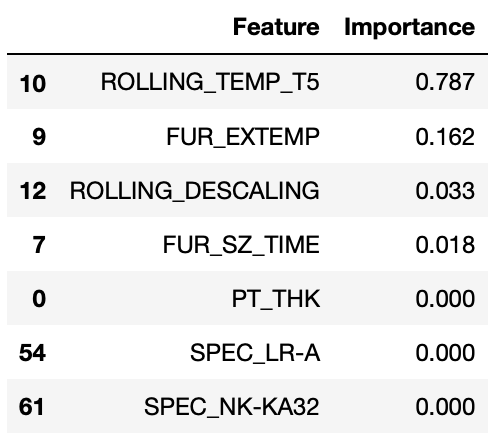 Feature Importance
10 ROLLING_TEMP_T5 0.787
9 FUR_EXTEMP 0.162
12 ROLLING_DESCALING 0.033
7 FUR_SZ_TIME 0.018
0 PT_THK 0.000
54 SPEC_LR-A 0.000
61 SPEC_NK-KA32 0.000